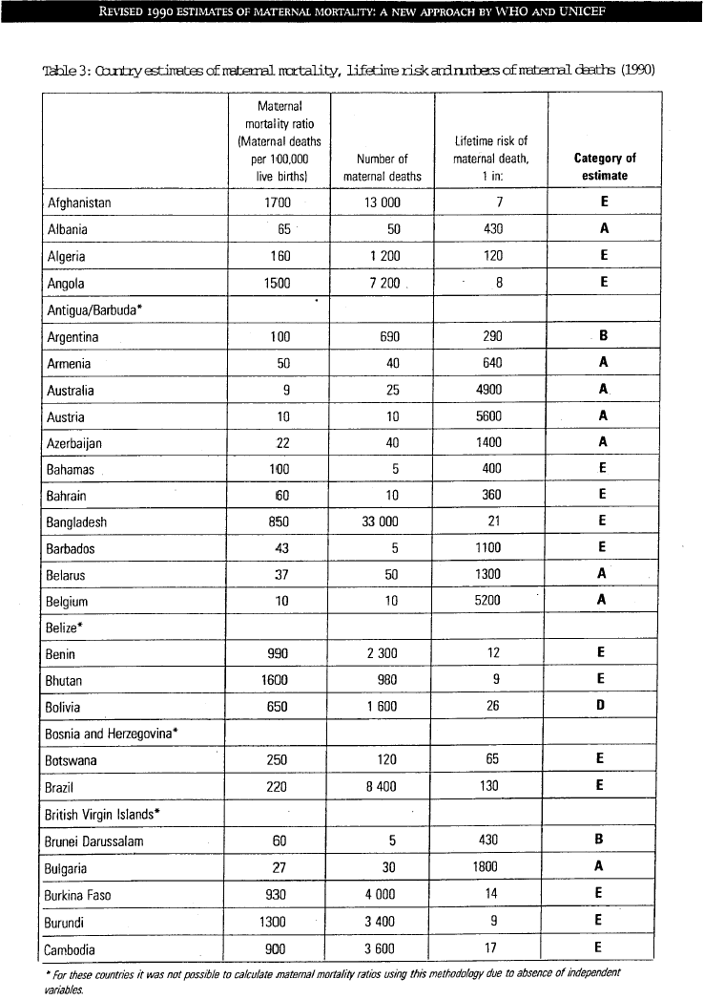 REVISED 1990 ESTIMATES OF MATERNAL MORTALITY: A NEW APPROACH BY WHO AND UNICEF
Table 3: Country estimates of maternal mortality, lifetime risk and numbers of maternal deaths (1990)
Maternal
mortality ratio
(Maternal deaths
per 100,000
live births)
Number of
maternal deaths
Lifetime risk of
maternal death,
1 in:
Category of
estimate
Afghanistan 1700 13 000 7 E
Albania 65 50 430 A
Algeria 160 1 200 120 E
Angola 1500 7 200 8 E
Antigua/Barbuda*
Argentina 100 690 290 B
Armenia 50 40 640 A
Australia 9 25 4900 A
Austria 10 10 5600 A
Azerbaijan 22 40 1400 A
Bahamas 100 5 400 E
Bahrain 60 10 360 E
Bangladesh 850 33 000 21 E
Barbados 43 5 1100 E
Belarus 37 50 1300 A
Belgium 10 10 5200 A
Belize*
Benin 990 2 300 12 E
Bhutan 1600 980 9 E
Bolivia 650 1 600 26 D
Bosnia and Herzegovina*
Botswana 250 120 65 E
Brazil 220 8 400 130 E
British Virgin Islands*
Brunei Darussalam 60 5 430 B
Bulgaria 27 30 1800 A
Burkina Faso 930 4 000 14 E
Burundi 1300 3 400 9 E
Cambodia 900 3 600 17 E
* For these countries it was not possible to calculate maternal mortality ratios using this methodology due to absence of independent
variables.